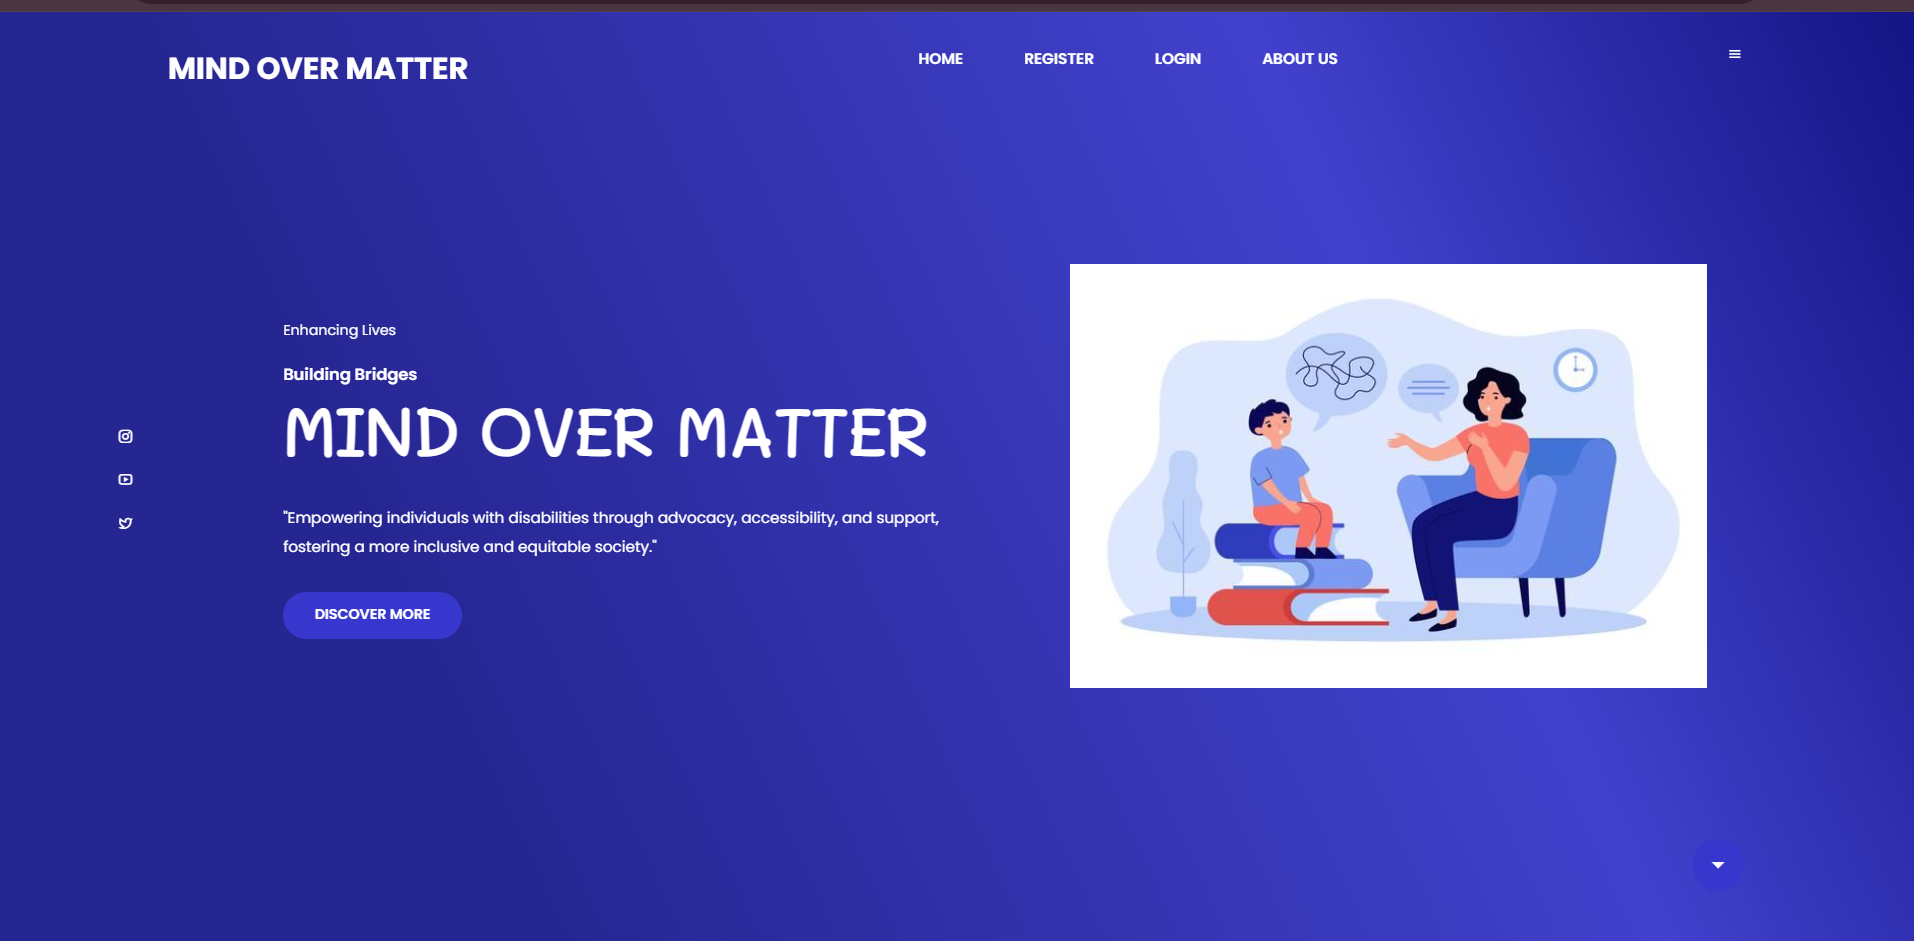 MIND OVER MATTER
HOME REGISTER LOGIN ABOUT US
Enhancing Lives
Building Bridges
MIND OVER MATTER
"Empowering individuals with disabilities through advocacy, accessibility, and support,
fostering a more inclusive and equitable society."
DISCOVER MORE